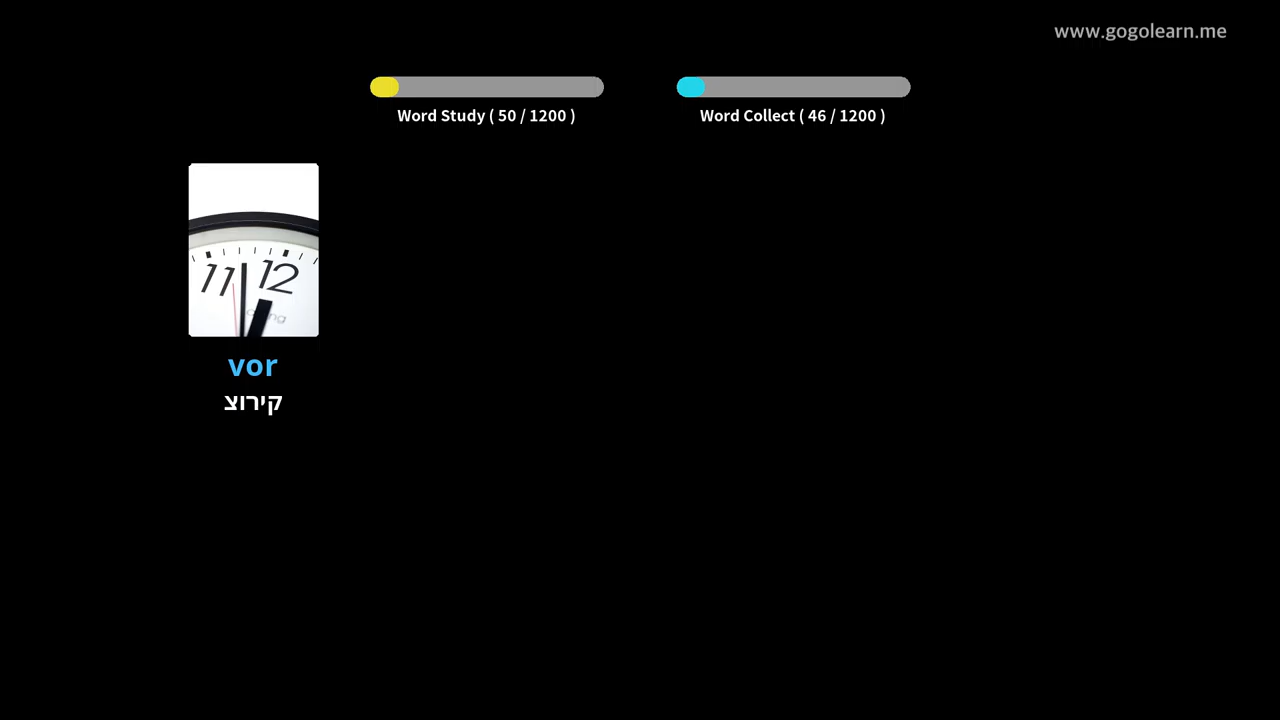 www.gogolearn.me
Word Study ( 50 / 1200 )
Word Collect ( 46 / 1200 )
11 12
vor
קירוצ